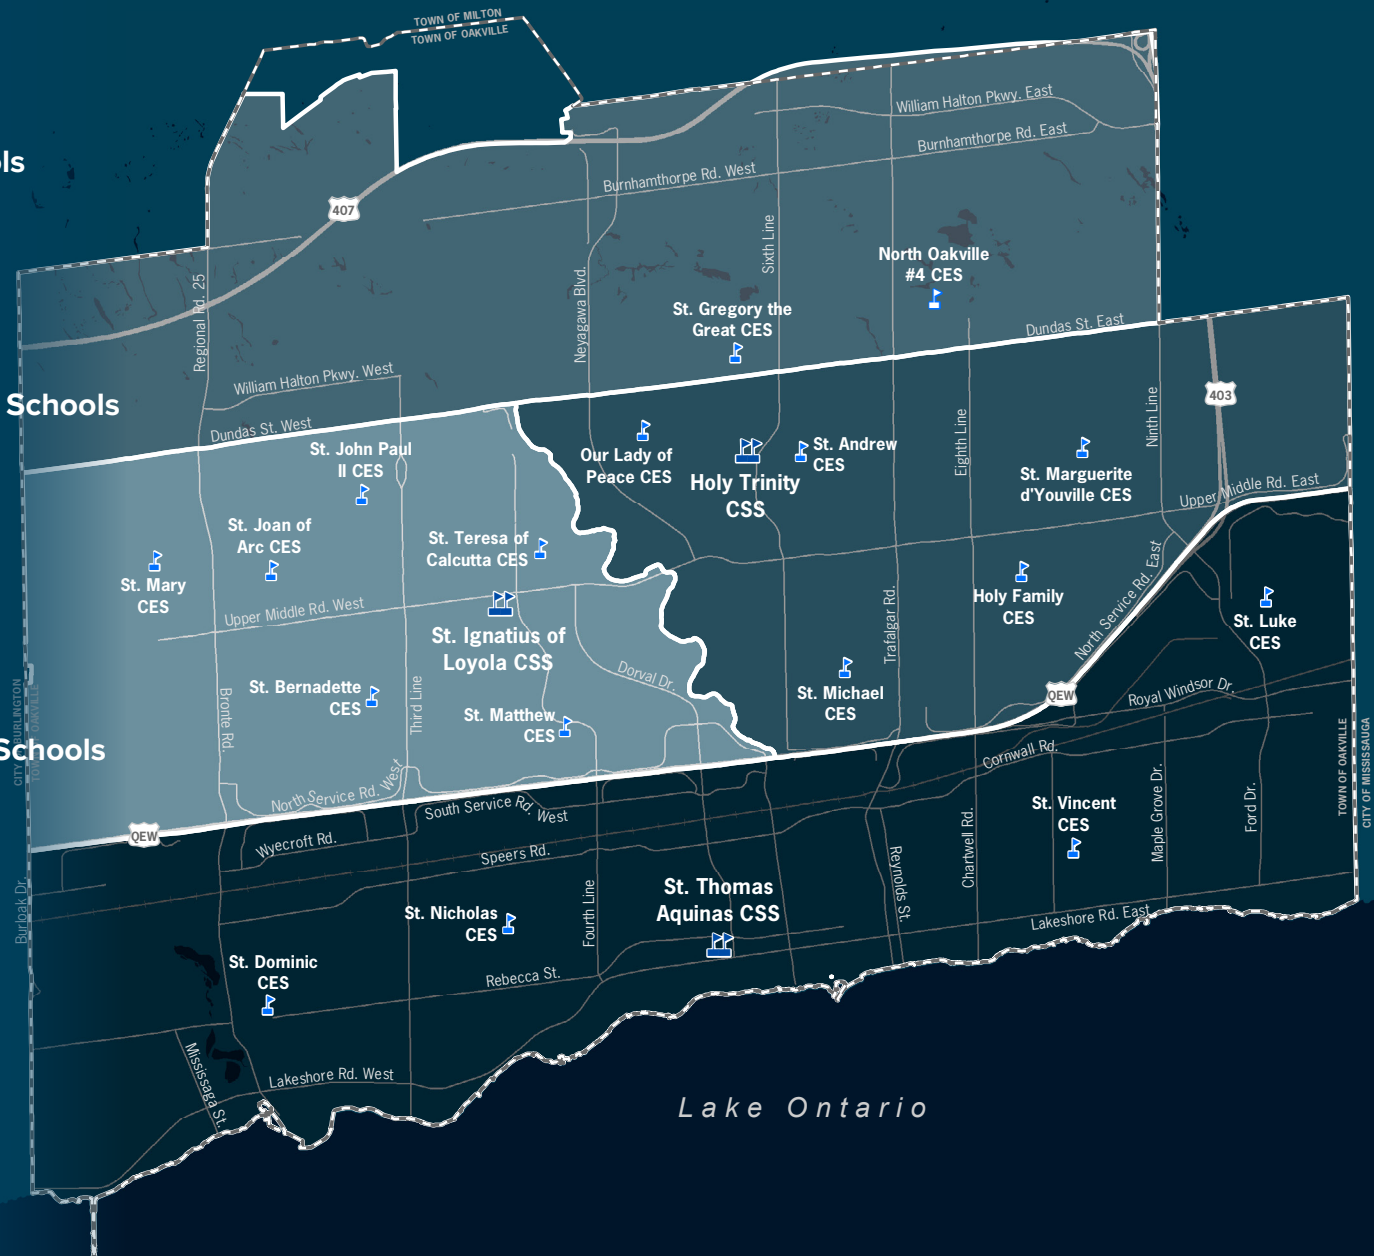 TOWN OF MILTON
TOWN OF OAKVILLE
ls
Schools
Schools
William Halton Pkwy. East
Burnhamthorpe Rd. East
Burnhamthorpe Rd. West
407
Sixth Line
Neyagawa Blvd.
Regional Rd. 25
North Oakville
#4 CES
St. Gregory the
Great CES
Dundas St. East
William Halton Pkwy. West
Dundas St. West
403
Ninth Line
Eighth Line
St. John Paul
II CES
Our Lady of
Peace CES
Holy Trinity
CSS
St. Andrew
CES
St. Marguerite
d'Youville CES
Upper Middle Rd. East
St. Joan of
Arc CES
St. Teresa of
Calcutta CES
St. Mary
CES
Upper Middle Rd. West
St. Ignatius of
Loyola CSS
Holy Family
CES
North Service Rd. East
St. Luke
CES
Trafalgar Rd.
Dorval Dr.
St. Bernadette
CES
Bronte Rd.
Third Line
St. Matthew
CES
St. Michael
CES
QEW
Royal Windsor Dr.
CITY OF BURLINGTON
TOWN OF OAKVILLE
TOWN OF OAKVILLE
CITY OF MISSISSAUGA
Cornwall Rd.
North Service Rd. West
South Service Rd. West
QEW
Wyecroft Rd.
Speers Rd.
St. Vincent
CES
Maple Grove Dr.
Ford Dr.
Chartwell Rd.
Reynolds St.
Burloak Dr.
Fourth Line
St. Thomas
Aquinas CSS
St. Nicholas
CES
Lakeshore Rd. East
St. Dominic
CES
Rebecca St.
Mississaga St.
Lakeshore Rd. West
Lake Ontario